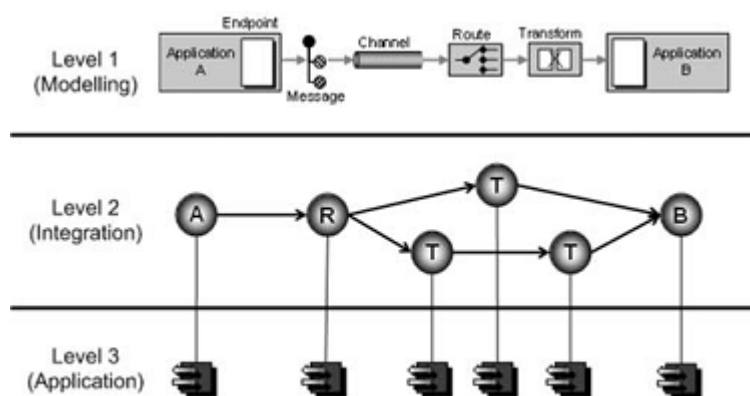 Level 1
(Modelling)
Endpoint
Application
A
Message
Channel
Route
Transform
Application
B
Level 2
(Integration)
A
R
T
T
T
B
Level 3
(Application)